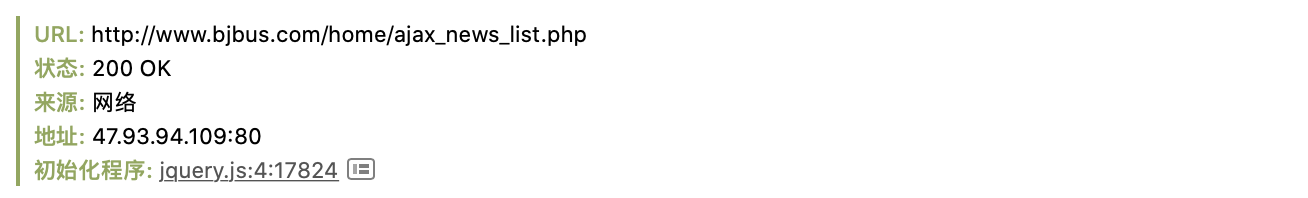 URL: http://www.bjbus.com/home/ajax_news_list.php
状态: 200 OK
来源: 网络
地址: 47.93.94.109:80
初始化程序: jquery.js:4:17824